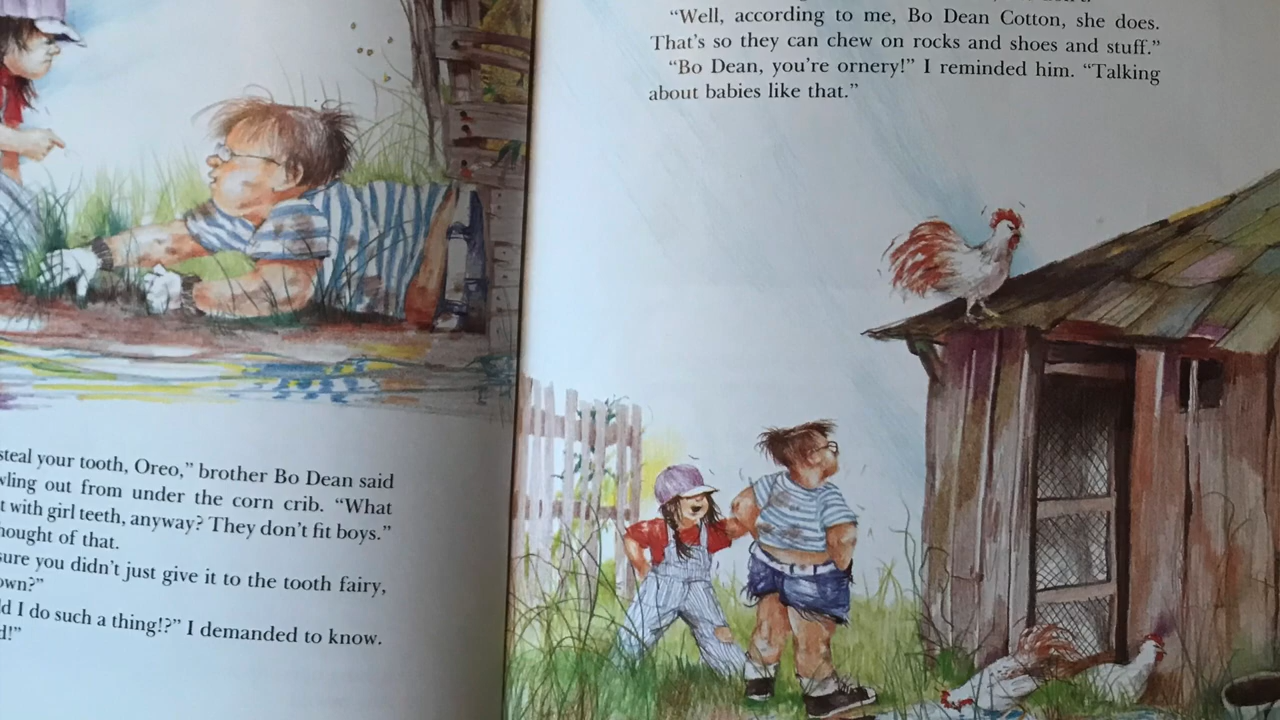 steal your tooth, Oreo,” brother Bo Dean said
out from under the corn crib. “What
with girl teeth, anyway? They don’t fit boys.”
of that.
sure you didn’t just give it to the tooth fairy,
I do such a thing!?” I demanded to know.
“Well, according to me, Bo Dean Cotton, she does.
That’s so they can chew on rocks and shoes and stuff.”
“Bo Dean, you’re ornery!” I reminded him. “Talking
about babies like that.”